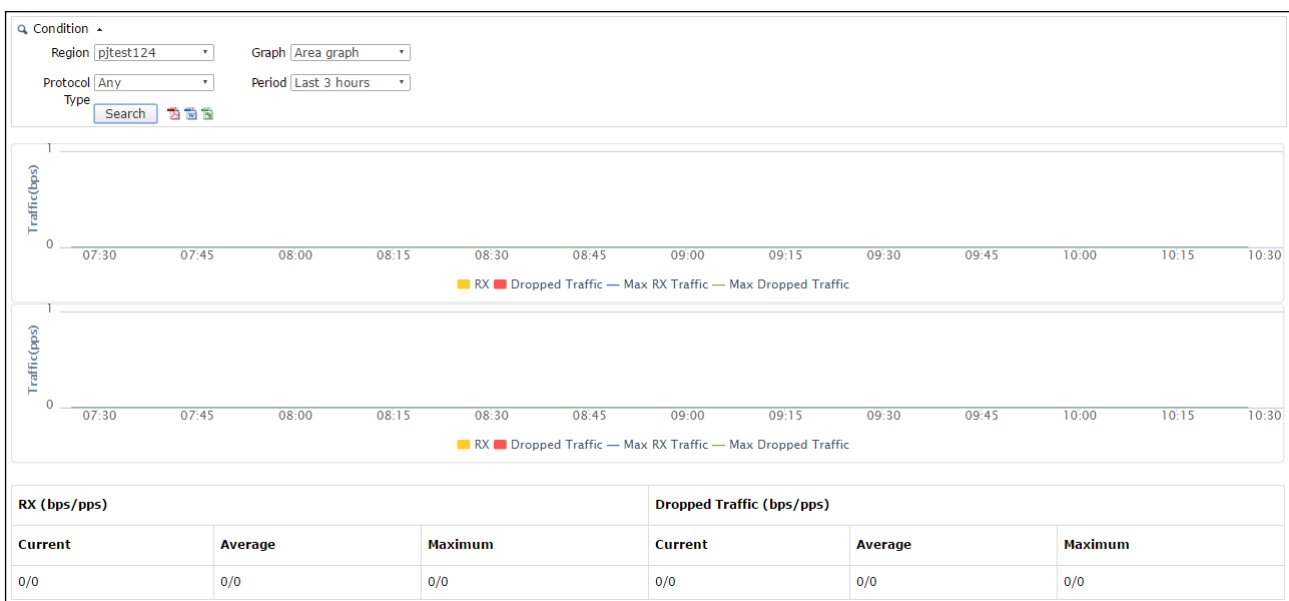 Condition
Region pjtest124 Graph Area graph
Protocol Any Period Last 3 hours
Type
Search
1
Traffic(bps)
0
07:30 07:45 08:00 08:15 08:30 08:45 09:00 09:15 09:30 09:45 10:00 10:15 10:30
RX Dropped Traffic Max RX Traffic Max Dropped Traffic
1
Traffic(pps)
0
07:30 07:45 08:00 08:15 08:30 08:45 09:00 09:15 09:30 09:45 10:00 10:15 10:30
RX Dropped Traffic Max RX Traffic Max Dropped Traffic
RX (bps/pps) Dropped Traffic (bps/pps)
Current Average Maximum Current Average Maximum
0/0 0/0 0/0 0/0 0/0 0/0